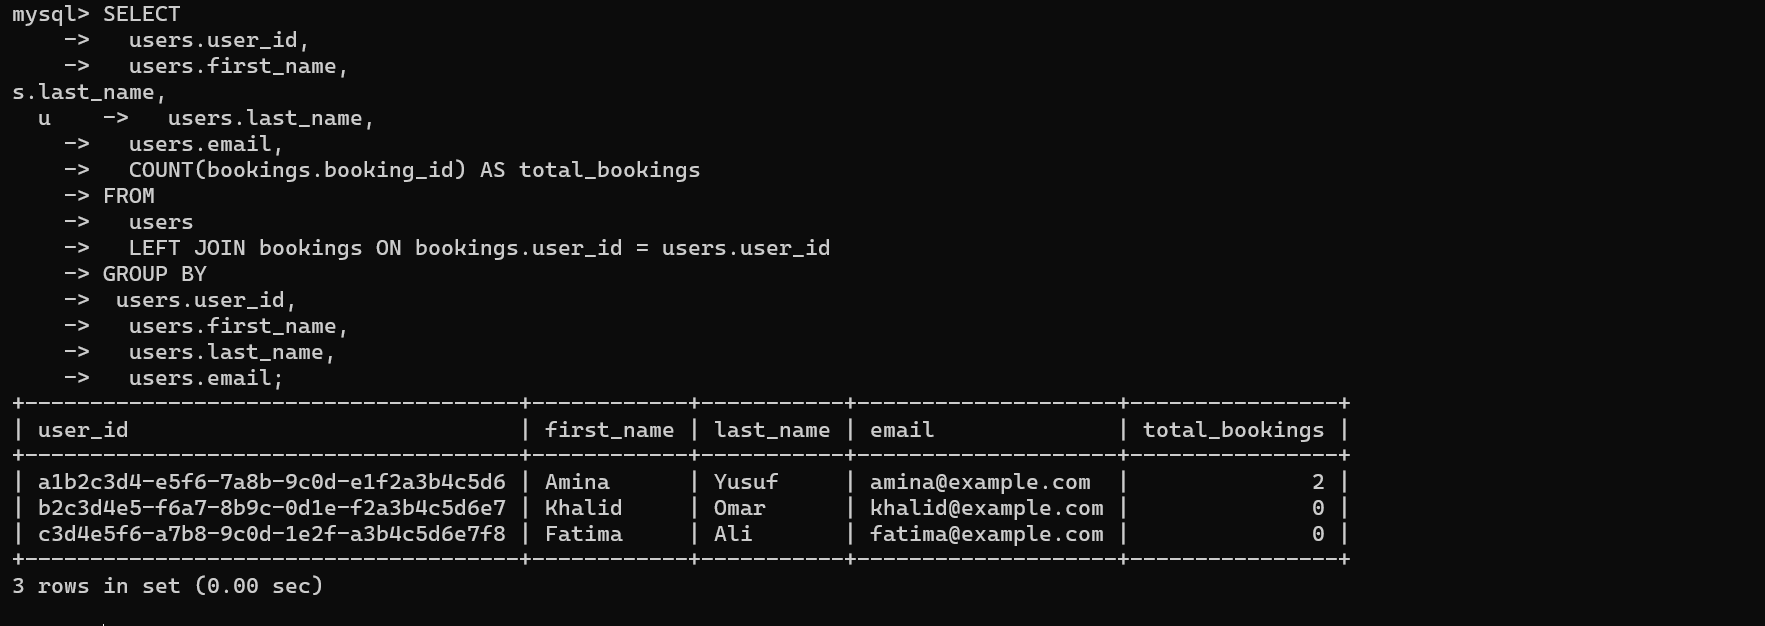 mysql> SELECT
    ->   users.user_id,
    ->   users.first_name,
s.last_name,
  u    ->   users.last_name,
    ->   users.email,
    ->   COUNT(bookings.booking_id) AS total_bookings
    -> FROM
    ->   users
    ->   LEFT JOIN bookings ON bookings.user_id = users.user_id
    -> GROUP BY
    ->  users.user_id,
    ->   users.first_name,
    ->   users.last_name,
    ->   users.email;
+--------------------------------------+------------+-----------+--------------------+----------------+
| user_id                              | first_name | last_name | email              | total_bookings |
+--------------------------------------+------------+-----------+--------------------+----------------+
| a1b2c3d4-e5f6-7a8b-9c0d-e1f2a3b4c5d6 | Amina      | Yusuf     | amina@example.com  |              2 |
| b2c3d4e5-f6a7-8b9c-0d1e-f2a3b4c5d6e7 | Khalid     | Omar      | khalid@example.com |              0 |
| c3d4e5f6-a7b8-9c0d-1e2f-a3b4c5d6e7f8 | Fatima     | Ali       | fatima@example.com |              0 |
+--------------------------------------+------------+-----------+--------------------+----------------+
3 rows in set (0.00 sec)